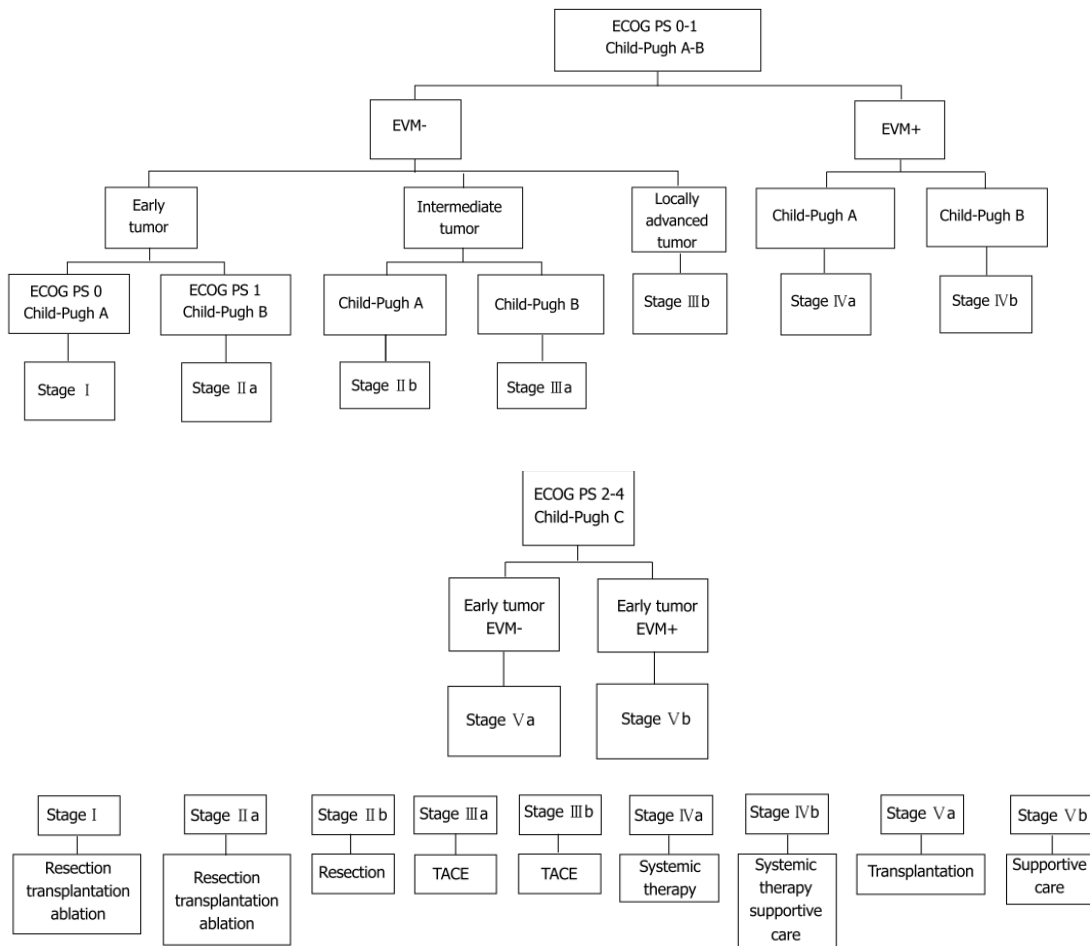 ECOG PS 0-1
Child-Pugh A-B
EVM-
EVM+
Early
tumor
Intermediate
tumor
Locally
advanced
tumor
Child-Pugh A
Child-Pugh B
ECOG PS 0
Child-Pugh A
ECOG PS 1
Child-Pugh B
Child-Pugh A
Child-Pugh B
Stage Ⅲb
Stage Ⅳa
Stage Ⅳb
Stage Ⅰ
Stage Ⅱa
Stage Ⅱb
Stage Ⅲa
ECOG PS 2-4
Child-Pugh C
Early tumor
EVM-
Early tumor
EVM+
Stage Ⅴa
Stage Ⅴb
Stage Ⅰ
Stage Ⅱa
Stage Ⅱb
Stage Ⅲa
Stage Ⅲb
Stage Ⅳa
Stage Ⅳb
Stage Ⅴa
Stage Ⅴb
Resection
transplantation
ablation
Resection
transplantation
ablation
Resection
TACE
TACE
Systemic
therapy
Systemic
therapy
supportive
care
Transplantation
Supportive
care